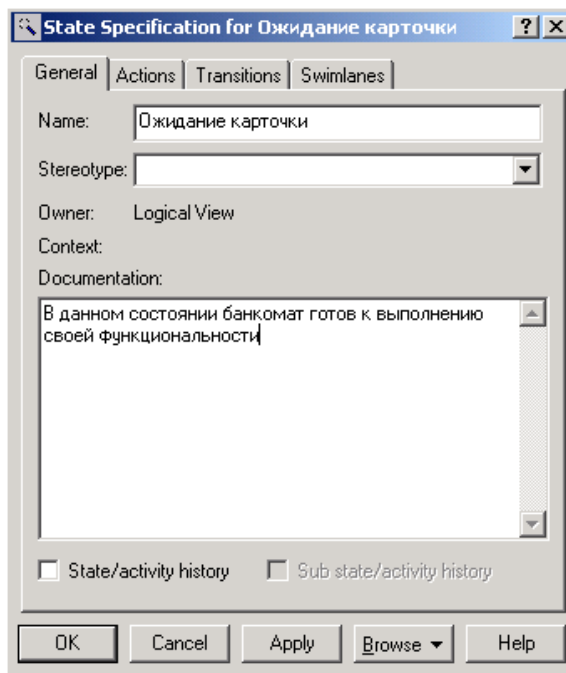 State Specification for Ожидание карточки
General Actions Transitions Swimlanes
Name: Ожидание карточки
Stereotype:
Owner: Logical View
Context:
Documentation:
В данном состоянии банкомат готов к выполнению
своей функциональности
State/activity history Sub state/activity history
OK Cancel Apply Browse Help